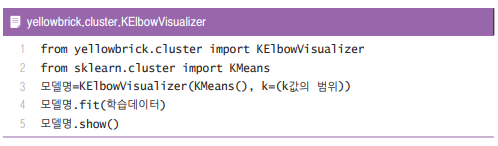 yellowbrick.cluster.KElbowVisualizer
1 from yellowbrick.cluster import KElbowVisualizer
2 from sklearn.cluster import KMeans
3 모델명=KElbowVisualizer(KMeans(), k=(k값의 범위))
4 모델명.fit(학습데이터)
5 모델명.show()